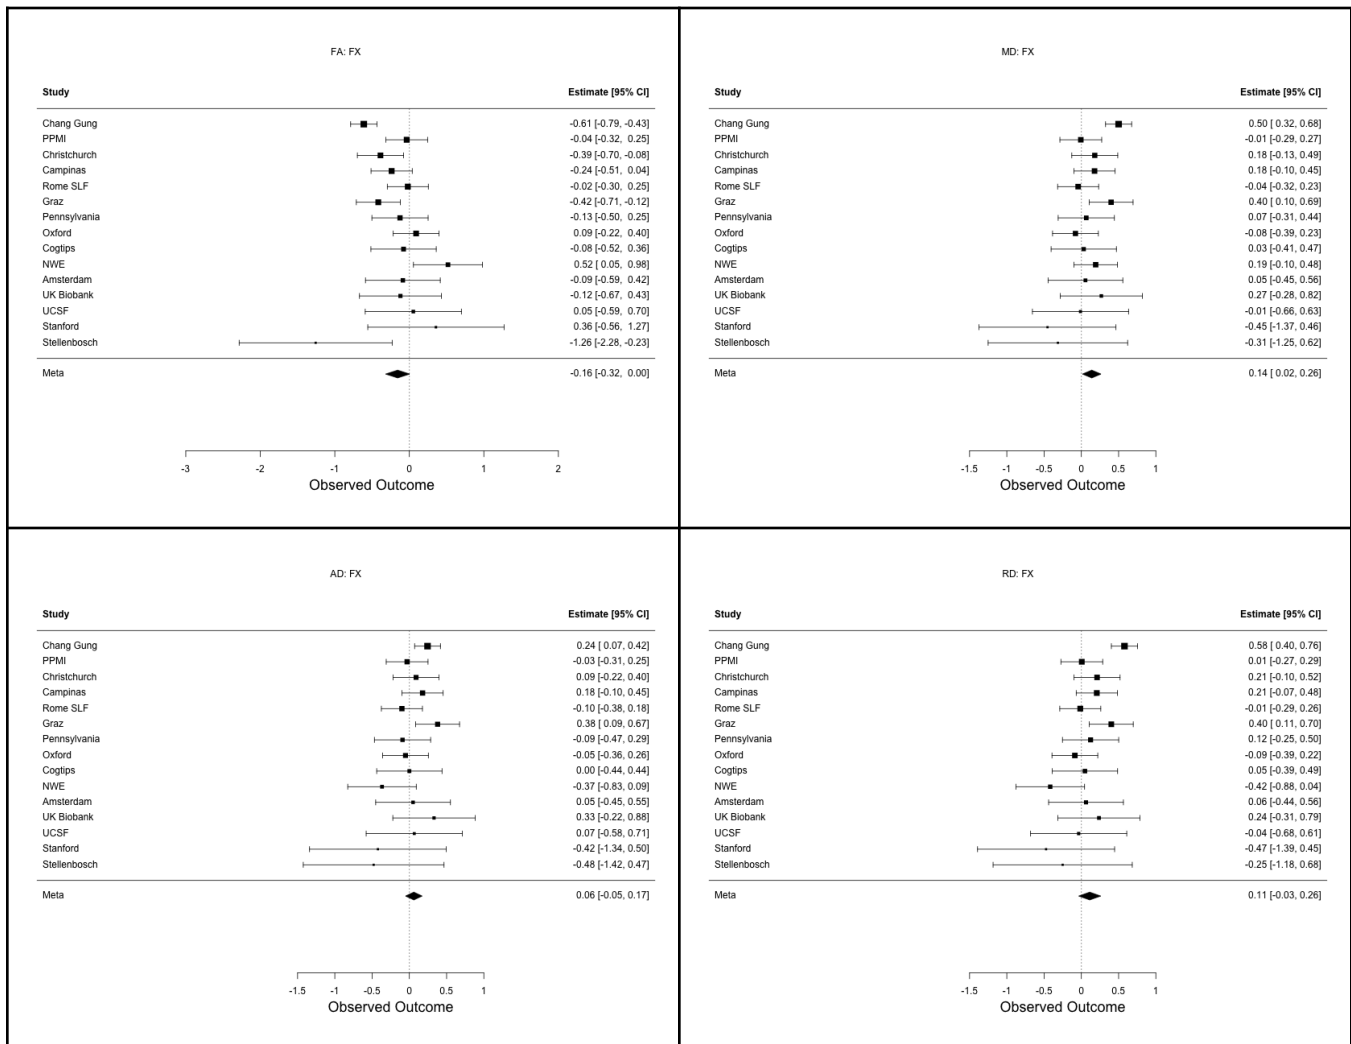 FA: FX
Study Estimate [95% CI]
Chang Gung -0.61 [-0.79, -0.43]
PPMI -0.04 [-0.32, 0.25]
Christchurch -0.39 [-0.70, -0.08]
Campinas -0.24 [-0.51, 0.04]
Rome SLF -0.02 [-0.30, 0.25]
Graz -0.42 [-0.71, -0.12]
Pennsylvania -0.13 [-0.50, 0.25]
Oxford 0.09 [-0.22, 0.40]
Cogtips -0.08 [-0.52, 0.36]
NWE 0.52 [ 0.05, 0.98]
Amsterdam -0.09 [-0.59, 0.42]
UK Biobank -0.12 [-0.67, 0.43]
UCSF 0.05 [-0.59, 0.70]
Stanford 0.36 [-0.56, 1.27]
Stellenbosch -1.26 [-2.28, -0.23]
Meta -0.16 [-0.32, 0.00]
-3 -2 -1 0 1 2
Observed Outcome
MD: FX
Study Estimate [95% CI]
Chang Gung 0.50 [ 0.32, 0.68]
PPMI -0.01 [-0.29, 0.27]
Christchurch 0.18 [-0.13, 0.49]
Campinas 0.18 [-0.10, 0.45]
Rome SLF -0.04 [-0.32, 0.23]
Graz 0.40 [ 0.10, 0.69]
Pennsylvania 0.07 [-0.31, 0.44]
Oxford -0.08 [-0.39, 0.23]
Cogtips 0.03 [-0.41, 0.47]
NWE 0.19 [-0.10, 0.48]
Amsterdam 0.05 [-0.45, 0.56]
UK Biobank 0.27 [-0.28, 0.82]
UCSF -0.01 [-0.66, 0.63]
Stanford -0.45 [-1.37, 0.46]
Stellenbosch -0.31 [-1.25, 0.62]
Meta 0.14 [ 0.02, 0.26]
-1.5 -1 -0.5 0 0.5 1
Observed Outcome
AD: FX
Study Estimate [95% CI]
Chang Gung 0.24 [ 0.07, 0.42]
PPMI -0.03 [-0.31, 0.25]
Christchurch 0.09 [-0.22, 0.40]
Campinas 0.18 [-0.10, 0.45]
Rome SLF -0.10 [-0.38, 0.18]
Graz 0.38 [ 0.09, 0.67]
Pennsylvania -0.09 [-0.47, 0.29]
Oxford -0.05 [-0.36, 0.26]
Cogtips 0.00 [-0.44, 0.44]
NWE -0.37 [-0.83, 0.09]
Amsterdam 0.05 [-0.45, 0.55]
UK Biobank 0.33 [-0.22, 0.88]
UCSF 0.07 [-0.58, 0.71]
Stanford -0.42 [-1.34, 0.50]
Stellenbosch -0.48 [-1.42, 0.47]
Meta 0.06 [-0.05, 0.17]
-1.5 -1 -0.5 0 0.5 1
Observed Outcome
RD: FX
Study Estimate [95% CI]
Chang Gung 0.58 [ 0.40, 0.76]
PPMI 0.01 [-0.27, 0.29]
Christchurch 0.21 [-0.10, 0.52]
Campinas 0.21 [-0.07, 0.48]
Rome SLF -0.01 [-0.29, 0.26]
Graz 0.40 [ 0.11, 0.70]
Pennsylvania 0.12 [-0.25, 0.50]
Oxford -0.09 [-0.39, 0.22]
Cogtips 0.05 [-0.39, 0.49]
NWE -0.42 [-0.88, 0.04]
Amsterdam 0.06 [-0.44, 0.56]
UK Biobank 0.24 [-0.31, 0.79]
UCSF -0.04 [-0.68, 0.61]
Stanford -0.47 [-1.39, 0.45]
Stellenbosch -0.25 [-1.18, 0.68]
Meta 0.11 [-0.03, 0.26]
-1.5 -1 -0.5 0 0.5 1
Observed Outcome